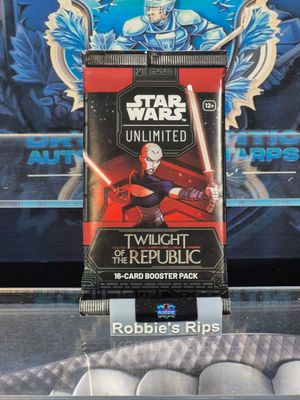 STAR
WARS
UNLIMITED
12+
TWILIGHT
OF THE REPUBLIC
16-CARD BOOSTER PACK
Robbie's Rips